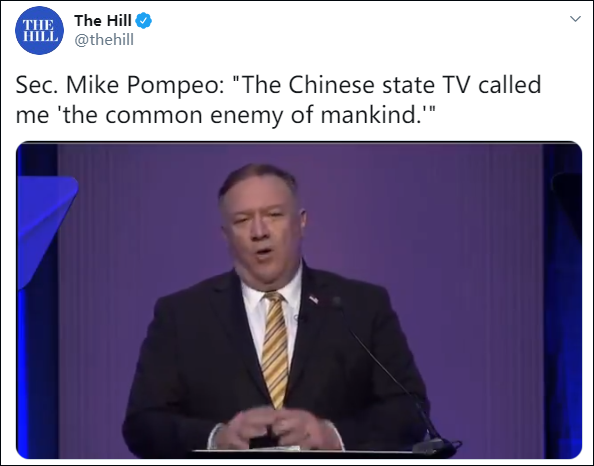 THE
HILL
The Hill
@thehill
Sec. Mike Pompeo: "The Chinese state TV called
me 'the common enemy of mankind.'"